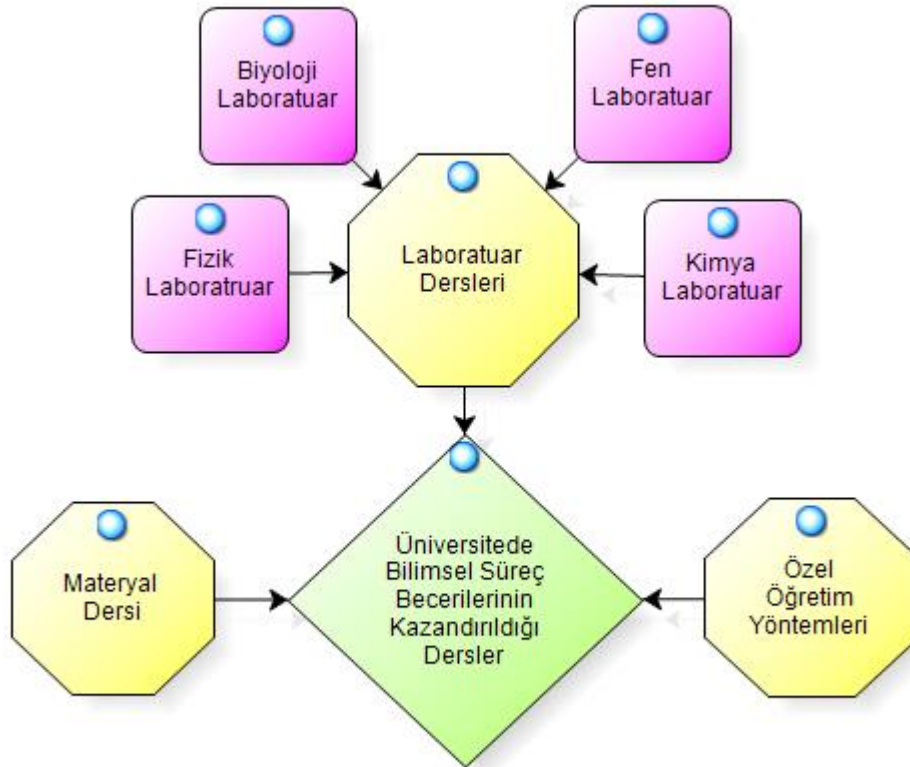 Biyoloji
Laboratuar
Fen
Laboratuar
Fizik
Laboratruar
Laboratuar
Dersleri
Kimya
Laboratuar
Materyal
Dersi
Üniversitede
Bilimsel Süreç
Becerilerinin
Kazandırıldığı
Dersler
Özel
Öğretim
Yöntemleri